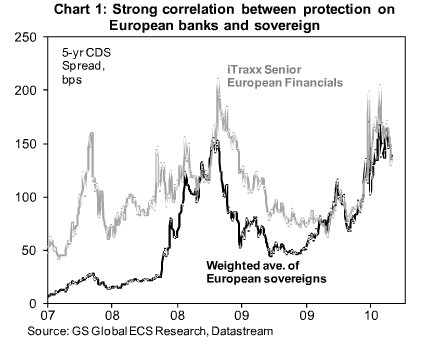 Chart 1: Strong correlation between protection on
European banks and sovereign
250
200
150
100
50
0
5-yr CDS
Spread,
bps
iTraxx Senior
European Financials
Weighted ave. of
European sovereigns
07 08 08 09 09 10
Source: GS Global ECS Research, Datastream